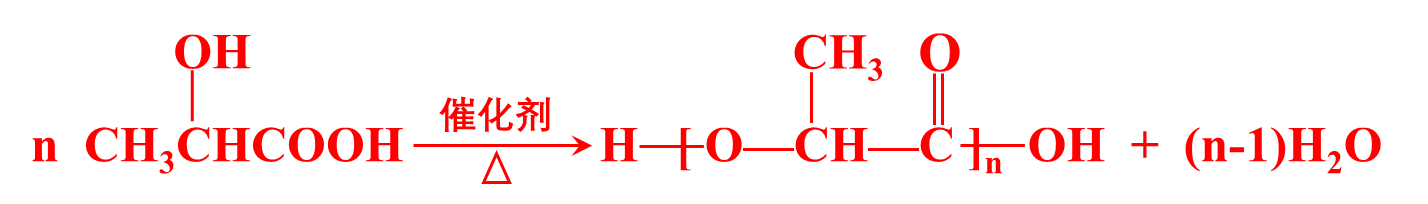 OH CH₃ O
n CH₃CHCOOH 催化剂 △ H—[O—CH—C]ₙ—OH + (n-1)H₂O